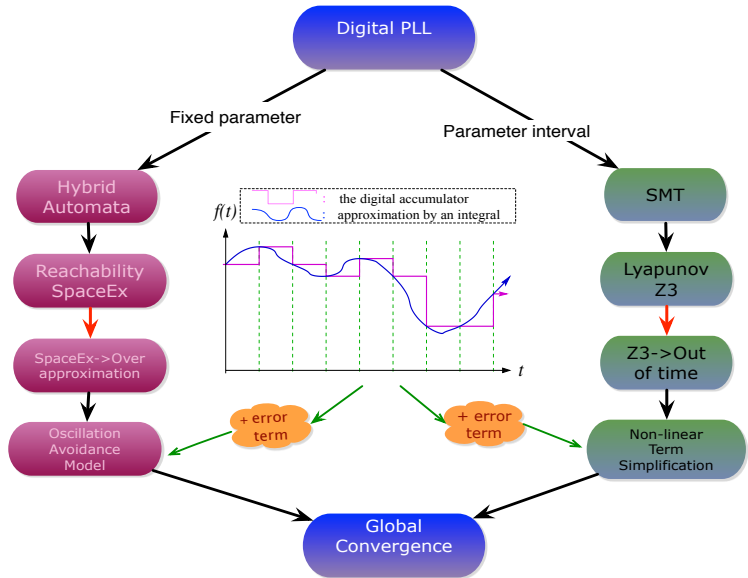 Digital PLL
Fixed parameter
Parameter interval
Hybrid
Automata
the digital accumulator
approximation by an integral
SMT
f(t)
Reachability
SpaceEx
Lyapunov
Z3
SpaceEx->Over
approximation
t
Z3->Out
of time
+ error
term
+ error
term
Oscillation
Avoidance
Model
Non-linear
Term
Simplification
Global
Convergence